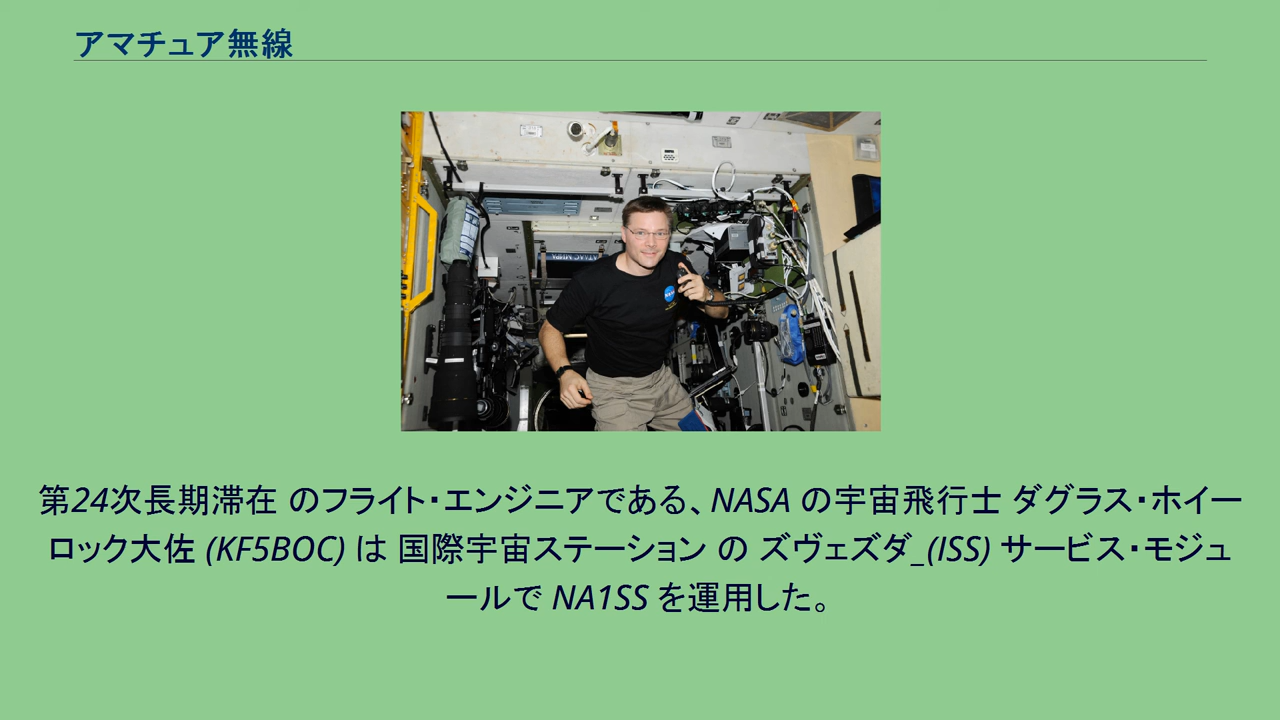 アマチュア無線
第24次長期滞在 のフライト・エンジニアである、NASA の宇宙飛行士 ダグラス・ホイー
ロック大佐 (KF5BOC) は 国際宇宙ステーション の ズヴェズダ_(ISS) サービス・モジュ
ールで NA1SS を運用した。